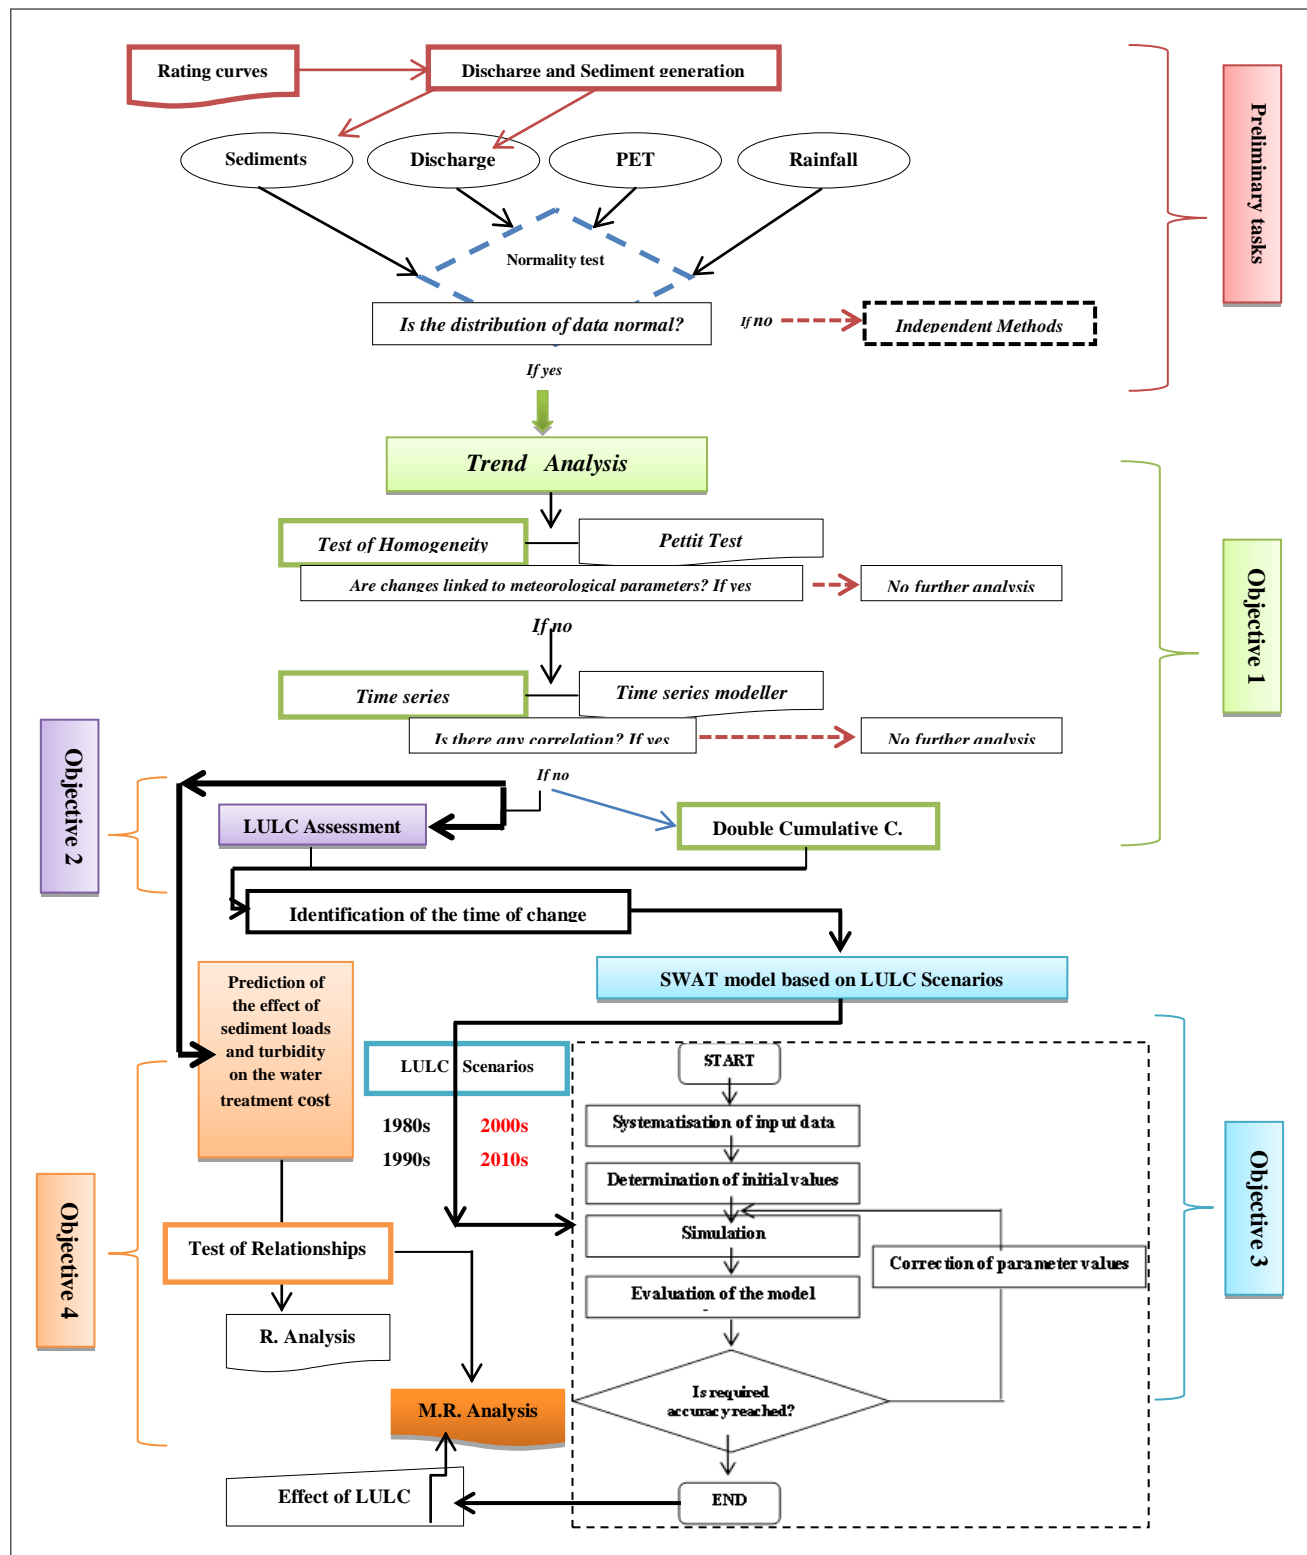 Rating curves
Discharge and Sediment generation
Sediments
Discharge
PET
Rainfall
Normality test
Is the distribution of data normal?
If no
Independent Methods
If yes
Preliminary tasks
Trend Analysis
Test of Homogeneity
Pettit Test
Are changes linked to meteorological parameters? If yes
No further analysis
If no
Time series
Time series modeller
Is there any correlation? If yes
No further analysis
Objective 1
If no
LULC Assessment
Double Cumulative C.
Objective 2
Identification of the time of change
SWAT model based on LULC Scenarios
Prediction of
the effect of
sediment loads
and turbidity
on the water
treatment cost
LULC Scenarios
1980s 2000s
1990s 2010s
START
Systematisation of input data
Determination of initial values
Simulation
Correction of parameter values
Evaluation of the model
Is required
accuracy reached?
END
Objective 3
Test of Relationships
R. Analysis
M.R. Analysis
Effect of LULC
Objective 4